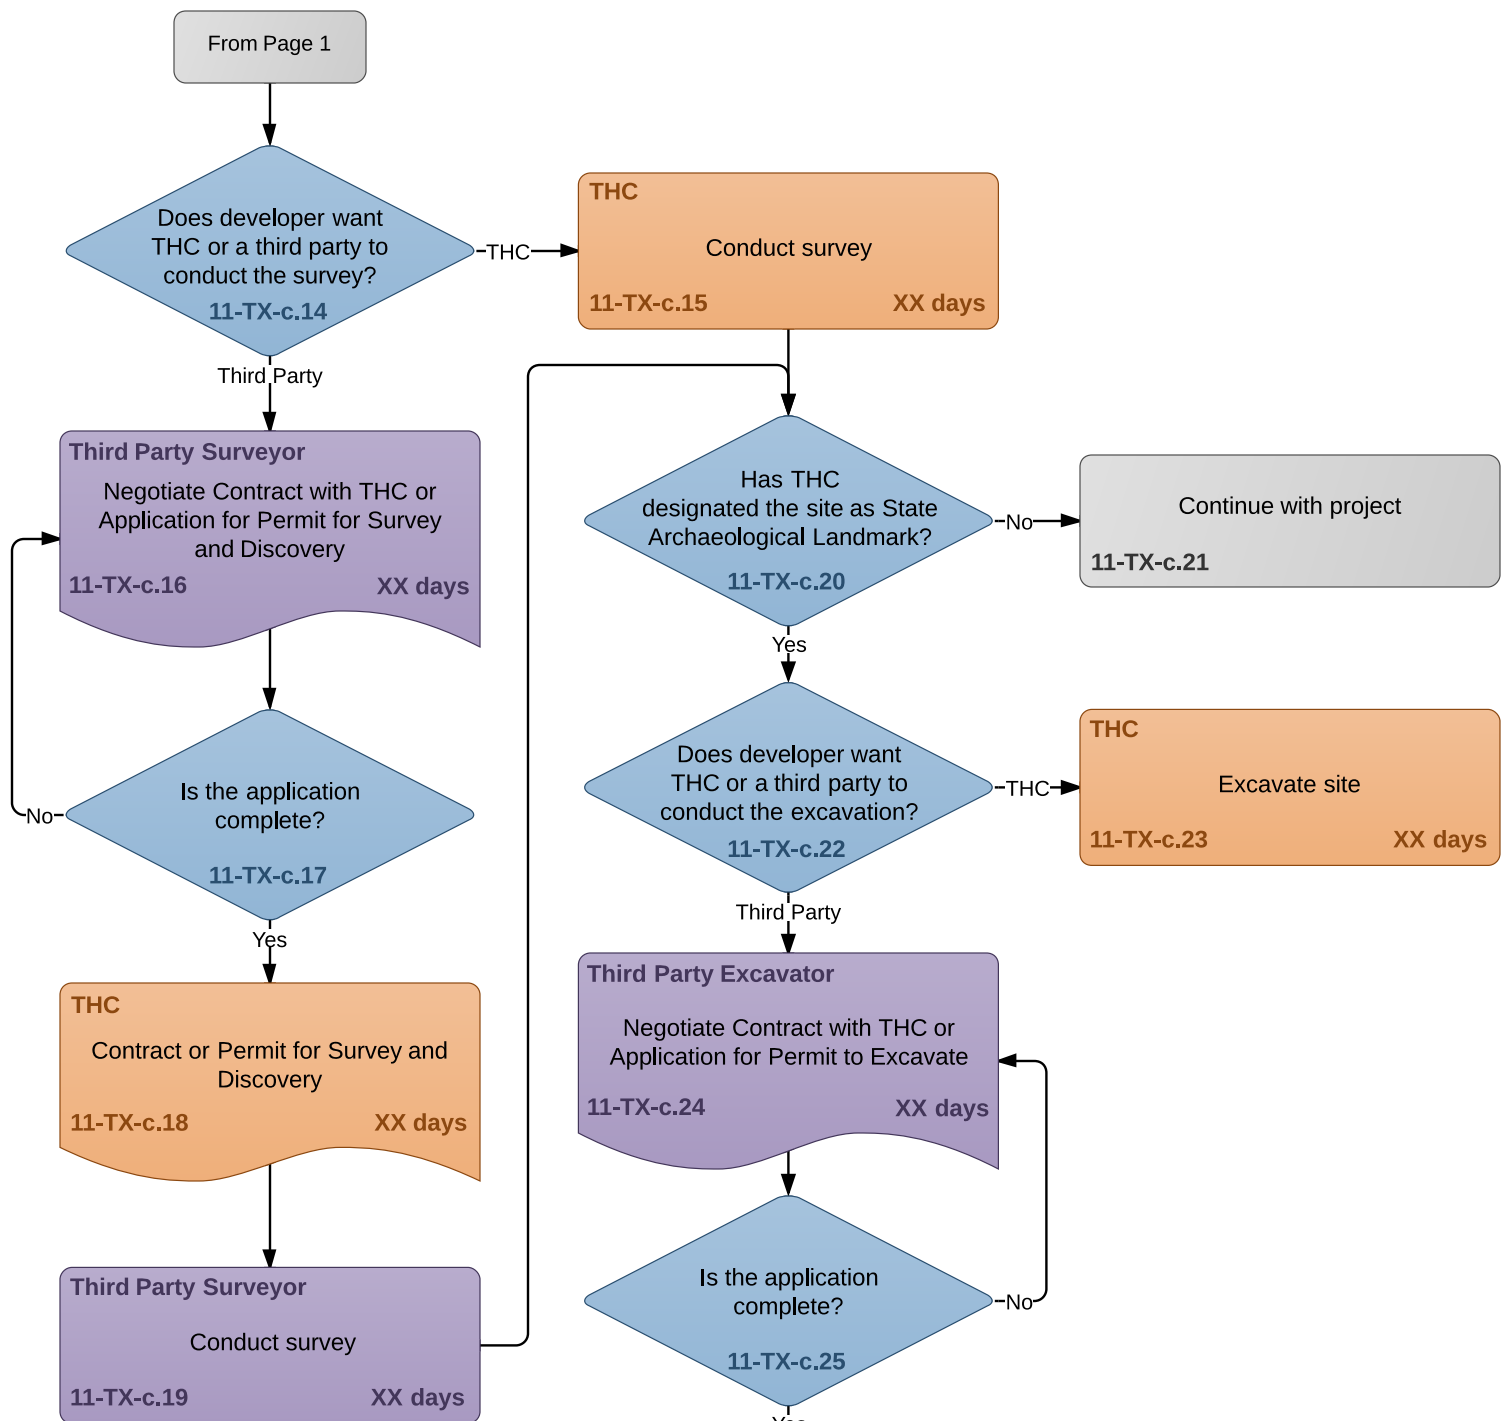 From Page 1
Does developer want
THC or a third party to
conduct the survey?
11-TX-c.14
THC
THC
Conduct survey
11-TX-c.15 XX days
Third Party
Third Party Surveyor
Negotiate Contract with THC or
Application for Permit for Survey
and Discovery
11-TX-c.16 XX days
Is the application
complete?
11-TX-c.17
No
Yes
THC
Contract or Permit for Survey and
Discovery
11-TX-c.18 XX days
Third Party Surveyor
Conduct survey
11-TX-c.19 XX days
Has THC
designated the site as State
Archaeological Landmark?
11-TX-c.20
No
Continue with project
11-TX-c.21
Yes
Does developer want
THC or a third party to
conduct the excavation?
11-TX-c.22
THC
THC
Excavate site
11-TX-c.23 XX days
Third Party
Third Party Excavator
Negotiate Contract with THC or
Application for Permit to Excavate
11-TX-c.24 XX days
Is the application
complete?
11-TX-c.25
No
Yes